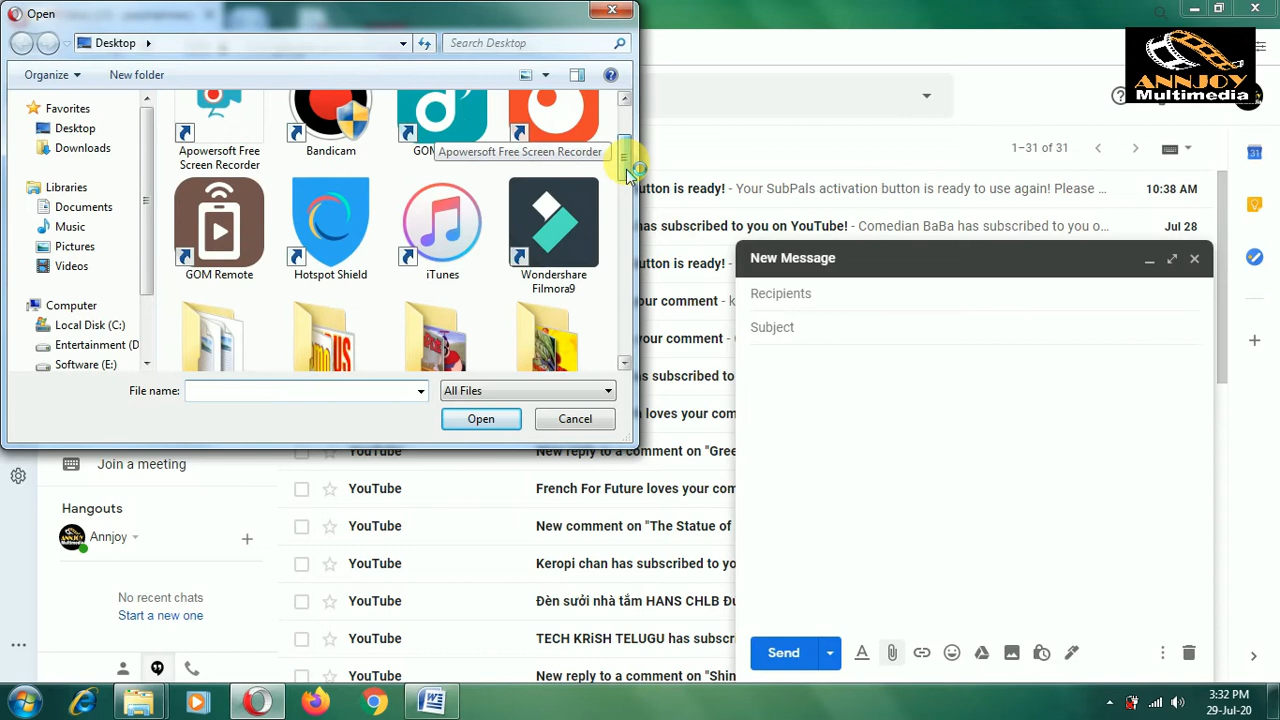 Open
Desktop
Search Desktop
Organize
New folder
Favorites
Desktop
Downloads
Libraries
Documents
Music
Pictures
Videos
Computer
Local Disk (C:)
Entertainment (D
Software (E:)
Apowersoft Free
Screen Recorder
Bandicam
GOM
Apowersoft Free Screen Recorder
GOM Remote
Hotspot Shield
iTunes
Wondershare
Filmora9
File name:
All Files
Open
Cancel
ANNJOY
Multimedia
1–31 of 31
31
utton is ready! - Your SubPals activation button is ready to use again! Please ...
10:38 AM
has subscribed to you on YouTube! - Comedian BaBa has subscribed to you o...
Jul 28
utton is ready!
our comment - k
our comment
as subscribed to
n loves your com
YouTube
New reply to a comment on "Gree
YouTube
French For Future loves your com
YouTube
New comment on "The Statue of
YouTube
Keropi chan has subscribed to yo
YouTube
Đèn sưởi nhà tắm HANS CHLB Đu
YouTube
TECH KRiSH TELUGU has subscr
YouTube
New reply to a comment on "Shin
Join a meeting
Hangouts
Annjoy
No recent chats
Start a new one
New Message
Recipients
Subject
Send
3:32 PM
29-Jul-20